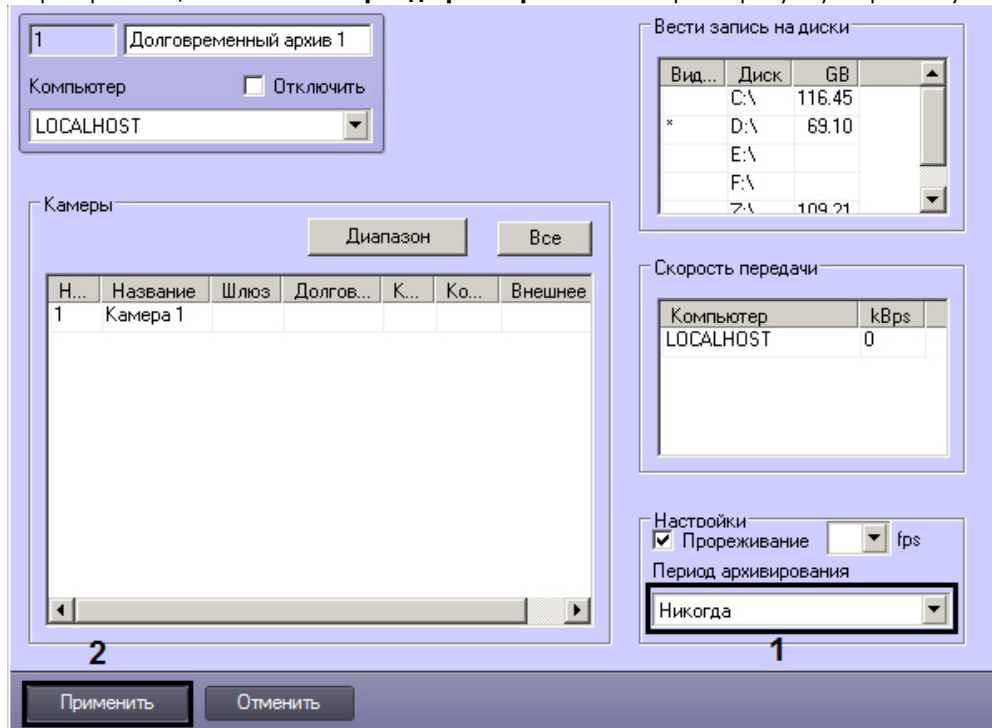 1 Долговременный архив 1
Компьютер Отключить
LOCALHOST
Вести запись на диски
Вид... Диск GB
C:\ 116.45
* D:\ 69.10
E:\
F:\
Z:\ 109.21
Камеры
Диапазон Все
Н... Название Шлюз Долгов... К... Ко... Внешнее
1 Камера 1
Скорость передачи
Компьютер kBps
LOCALHOST 0
Настройки
Прореживание fps
Период архивирования
Никогда
1
2
Применить Отменить